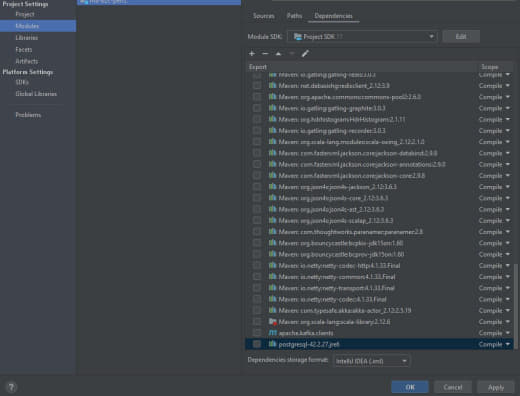 Project Settings
Project
Modules
Libraries
Facets
Artifacts
Platform Settings
SDKs
Global Libraries
Problems
Sources Paths Dependencies
Module SDK: Project SDK 11 Edit
Export Scope
Maven: io.gatling:gatling-redis:3.0.3 Compile
Maven: net.debasishg:redisclient_2.12:3.9 Compile
Maven: org.apache.commons:commons-pool2:2.6.0 Compile
Maven: io.gatling:gatling-graphite:3.0.3 Compile
Maven: org.hdrhistogram:HdrHistogram:2.1.11 Compile
Maven: io.gatling:gatling-recorder:3.0.3 Compile
Maven: org.scala-lang.modules:scala-swing_2.12:2.1.0 Compile
Maven: com.fasterxml.jackson.core:jackson-databind:2.9.8 Compile
Maven: com.fasterxml.jackson.core:jackson-annotations:2.9.0 Compile
Maven: com.fasterxml.jackson.core:jackson-core:2.9.8 Compile
Maven: org.json4s:json4s-jackson_2.12:3.6.3 Compile
Maven: org.json4s:json4s-core_2.12:3.6.3 Compile
Maven: org.json4s:json4s-ast_2.12:3.6.3 Compile
Maven: org.json4s:json4s-scalap_2.12:3.6.3 Compile
Maven: com.thoughtworks.paranamer:paranamer:2.8 Compile
Maven: org.bouncycastle:bcpkix-jdk15on:1.60 Compile
Maven: org.bouncycastle:bcprov-jdk15on:1.60 Compile
Maven: io.netty:netty-codec-http:4.1.33.Final Compile
Maven: io.netty:netty-common:4.1.33.Final Compile
Maven: io.netty:netty-transport:4.1.33.Final Compile
Maven: io.netty:netty-codec:4.1.33.Final Compile
Maven: com.typesafe.akka:akka-actor_2.12:2.5.19 Compile
Maven: org.scala-lang:scala-library:2.12.6 Compile
apache.kafka.clients Compile
postgresql-42.2.27.jre6 Compile
Dependencies storage format: IntelliJ IDEA (.iml)
? OK Cancel Apply